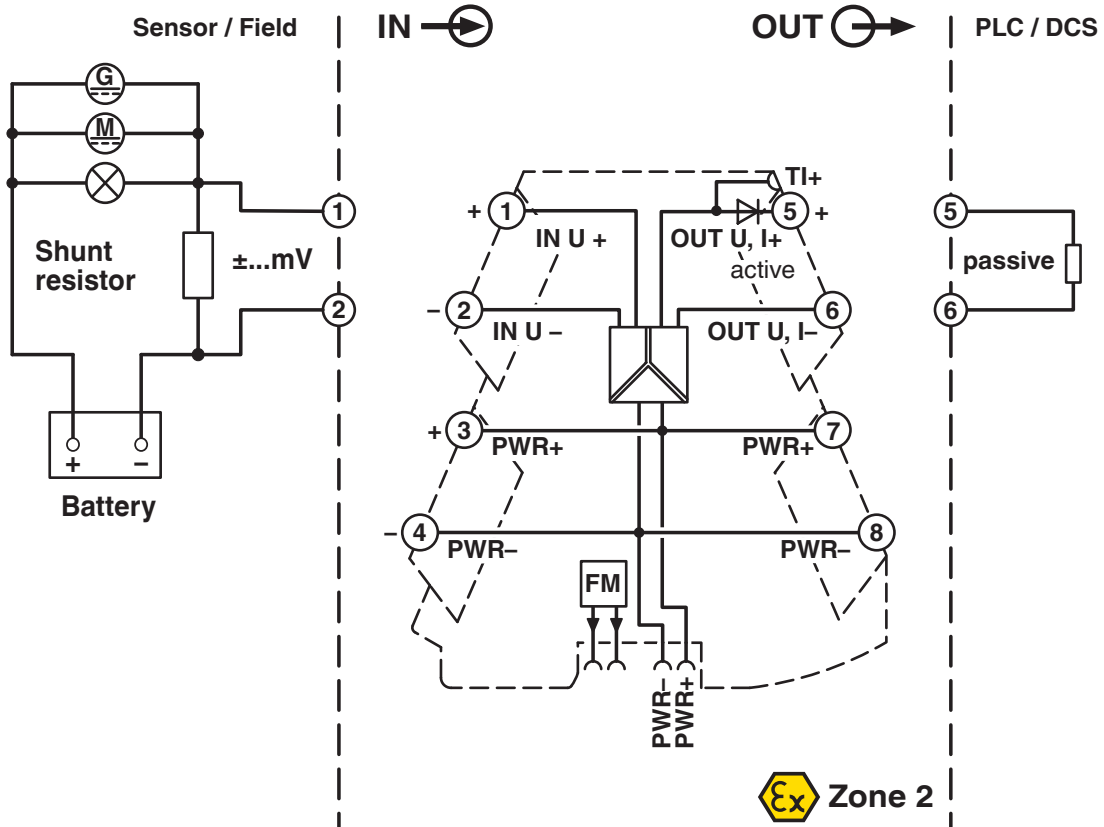 Sensor / Field
IN
OUT
PLC / DCS
G
M
Shunt
resistor
±...mV
1
2
+
–
Battery
+ 1
IN U +
– 2
IN U –
+ 3
PWR+
– 4
PWR–
TI+
5 +
OUT U, I+
active
6
OUT U, I–
7
PWR+
8
PWR–
FM
PWR–
PWR+
5
passive
6
Ex Zone 2